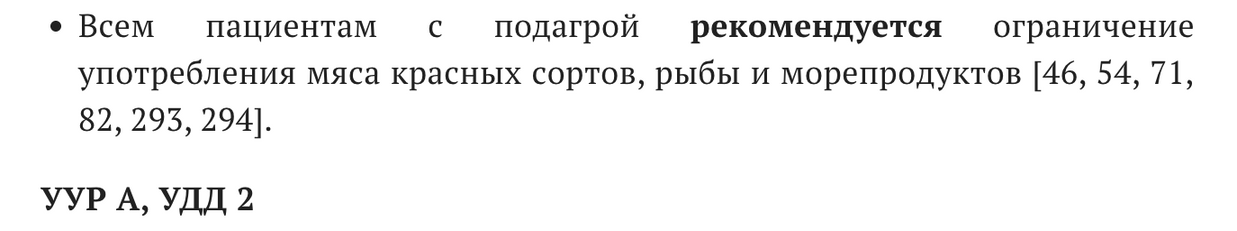 • Всем пациентам с подагрой рекомендуется ограничение
употребления мяса красных сортов, рыбы и морепродуктов [46, 54, 71,
82, 293, 294].
УУР А, УДД 2